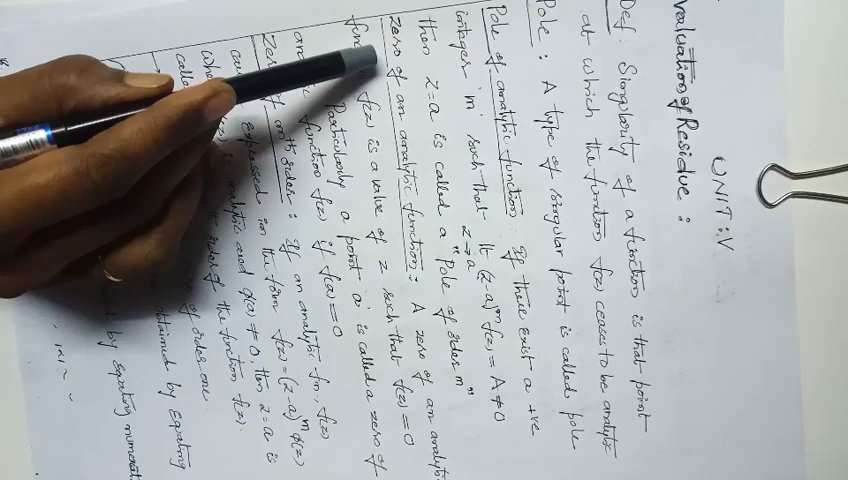 UNIT : V
Evaluation of Residue :
Def : Singularity of a function is that point
at which the function f(z) ceases to be analytic
Pole : A type of singular point is called pole
Pole of analytic function : If there exist a +ve
integer 'm' such that lt z→a (z-a)^m f(z) = A ≠ 0
then z=a is called a "Pole of order m"
Zero of an analytic function : A zero of an analytic
f(z) is a value of z such that f(z) = 0
Particularly a point 'a' is called a zero of
function f(z) if f(a) = 0
Zero of mth order : If an analytic fn., f(z)
expressed in the form f(z) = (z-a)^m φ(z)
is analytic and φ(a) ≠ 0, then z=a is
order of the function f(z).
of order one.
obtained by Equating
by Equating